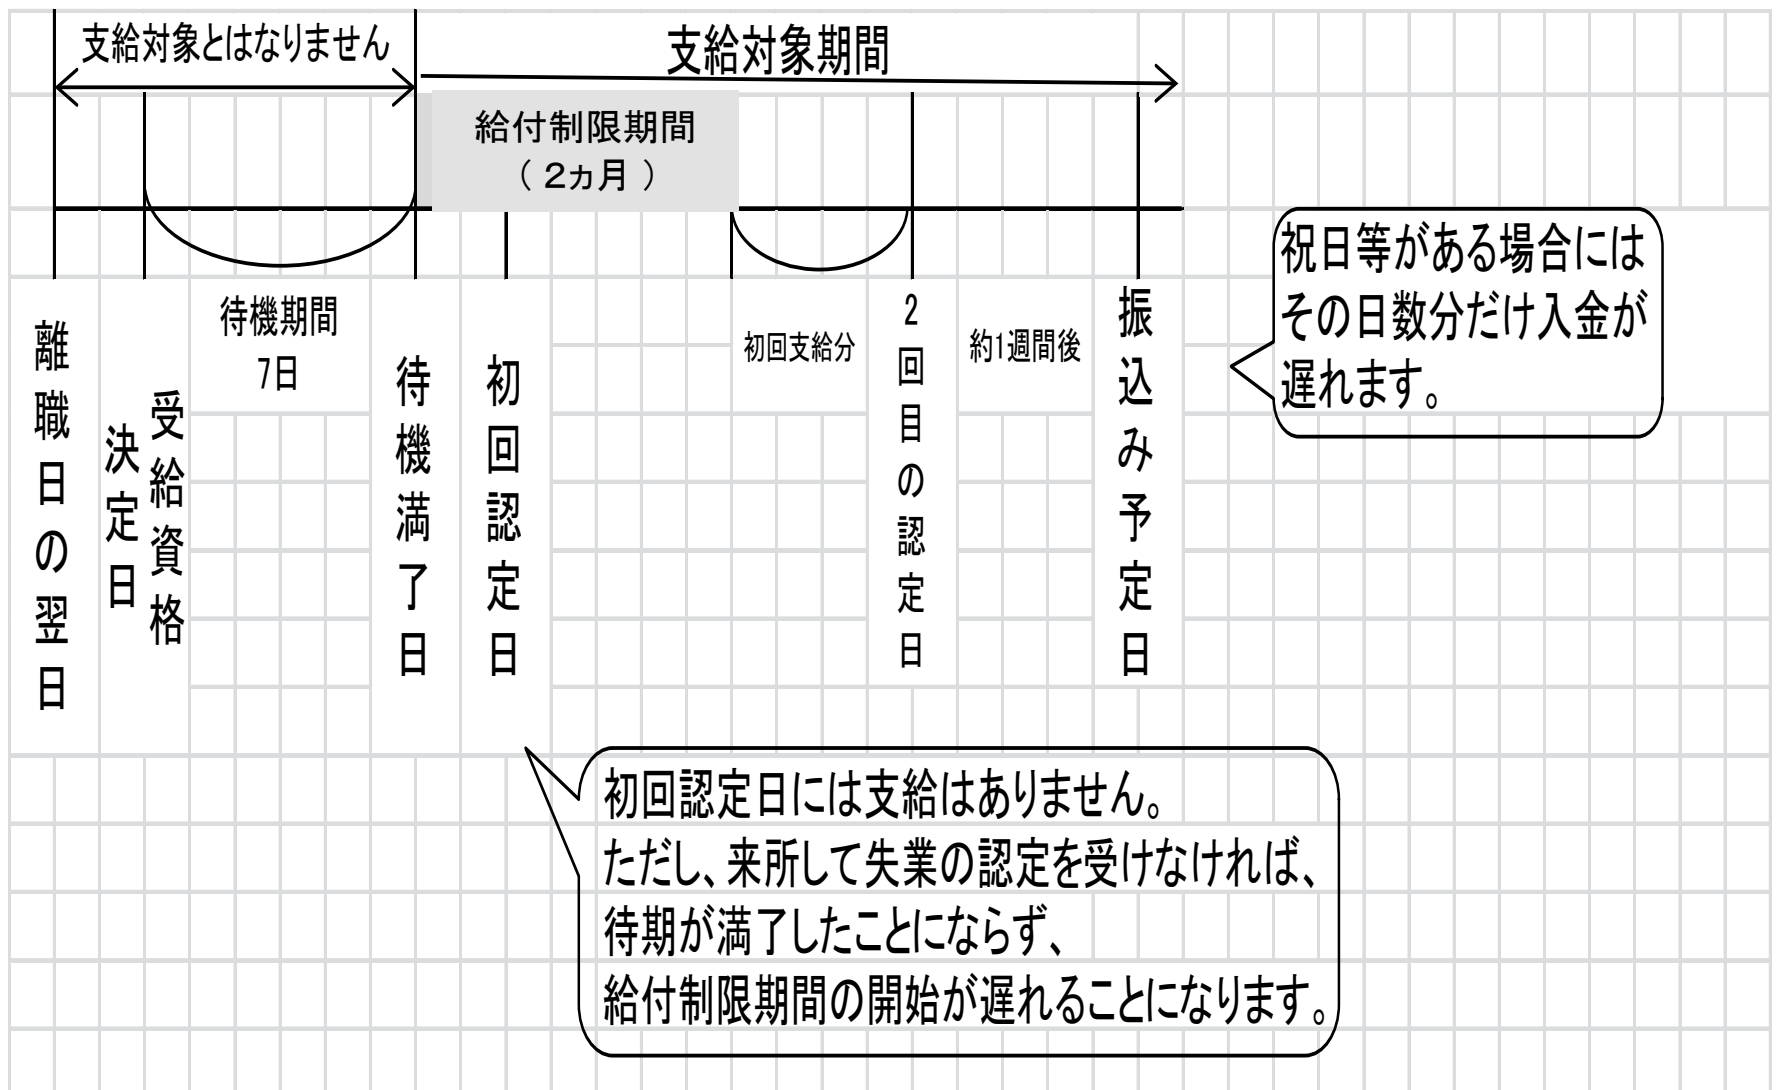 支給対象とはなりません
支給対象期間
給付制限期間
（ 2ヵ月 ）
離職日の翌日
受給資格
決定日
待機期間
7日
待機満了日
初回認定日
初回支給分
2回目の認定日
約1週間後
振込み予定日
祝日等がある場合には
その日数分だけ入金が
遅れます。
初回認定日には支給はありません。
ただし、来所して失業の認定を受けなければ、
待期が満了したことにならず、
給付制限期間の開始が遅れることになります。